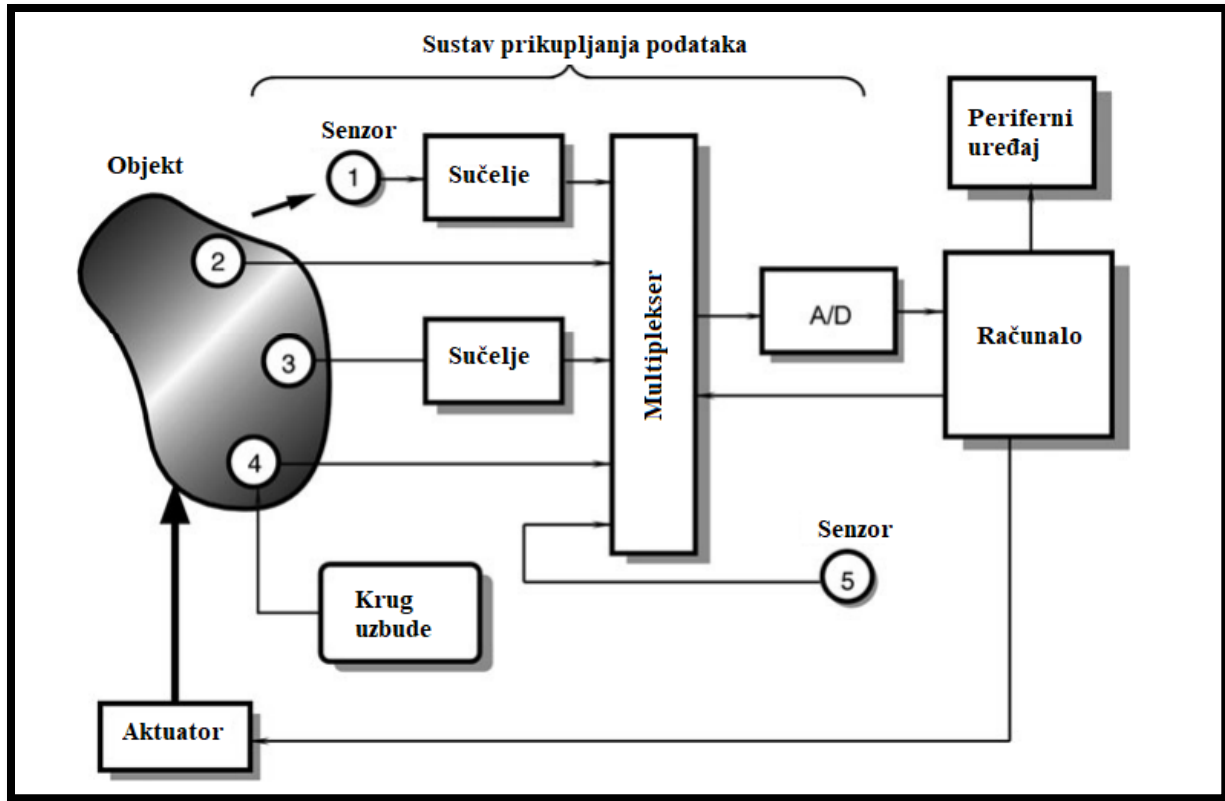 Sustav prikupljanja podataka
Senzor
Objekt
1
Sučelje
Periferni
uređaj
2
Multiplekser
A/D
Računalo
3
Sučelje
4
Senzor
5
Krug
uzbude
Aktuator